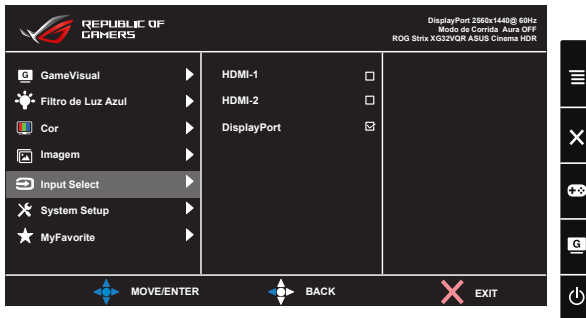 REPUBLIC OF
GAMERS
DisplayPort 2560x1440@ 60Hz
Modo de Corrida Aura OFF
ROG Strix XG32VQR ASUS Cinema HDR
G GameVisual
Filtro de Luz Azul
Cor
Imagem
Input Select
System Setup
MyFavorite
HDMI-1
HDMI-2
DisplayPort
MOVE/ENTER
BACK
EXIT
G